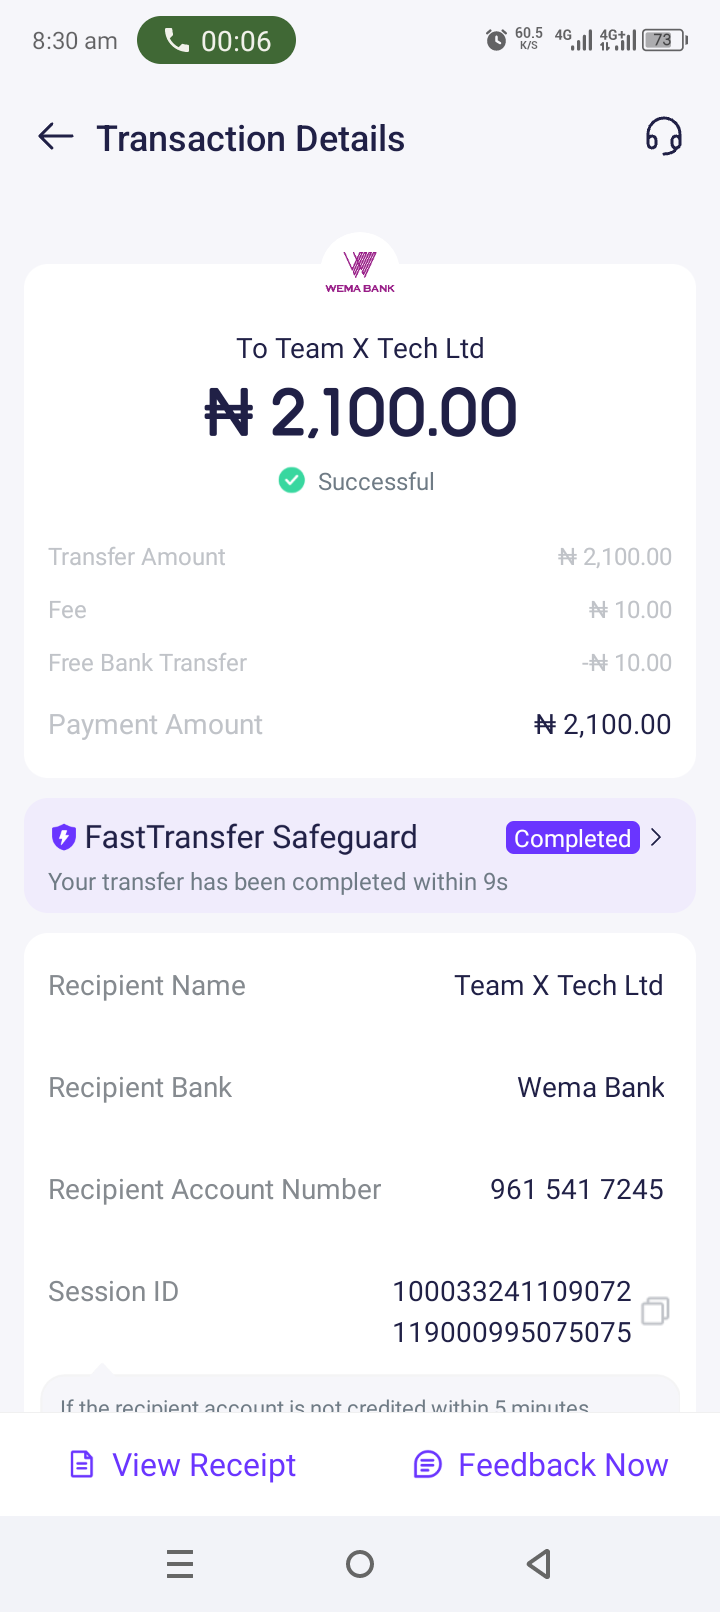 8:30 am 00:06 60.5 K/S 4G 4G+ 73
Transaction Details
WEMA BANK
To Team X Tech Ltd
₦ 2,100.00
Successful
Transfer Amount ₦ 2,100.00
Fee ₦ 10.00
Free Bank Transfer -₦ 10.00
Payment Amount ₦ 2,100.00
FastTransfer Safeguard Completed
Your transfer has been completed within 9s
Recipient Name Team X Tech Ltd
Recipient Bank Wema Bank
Recipient Account Number 961 541 7245
Session ID 100033241109072
119000995075075
If the recipient account is not credited within 5 minutes
View Receipt Feedback Now